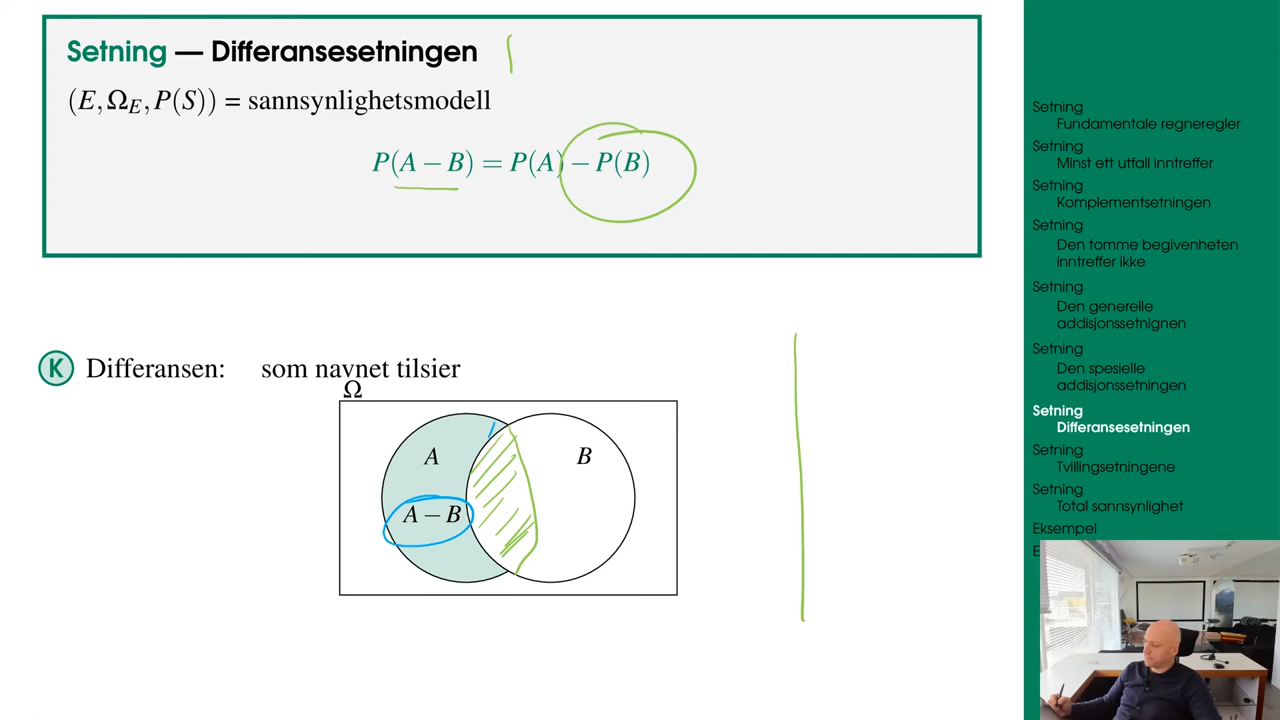 Setning — Differansesetningen
(E, Ω_E, P(S)) = sannsynlighetsmodell
P(A − B) = P(A) − P(B)
K Differansen: som navnet tilsier
Ω
A
B
A − B
Setning
Fundamentale regneregler
Setning
Minst ett utfall inntreffer
Setning
Komplementsetningen
Setning
Den tomme begivenheten
inntreffer ikke
Setning
Den generelle
addisjonssetnignen
Setning
Den spesielle
addisjonssetningen
Setning
Differansesetningen
Setning
Tvillingsetningene
Setning
Total sannsynlighet
Eksempel